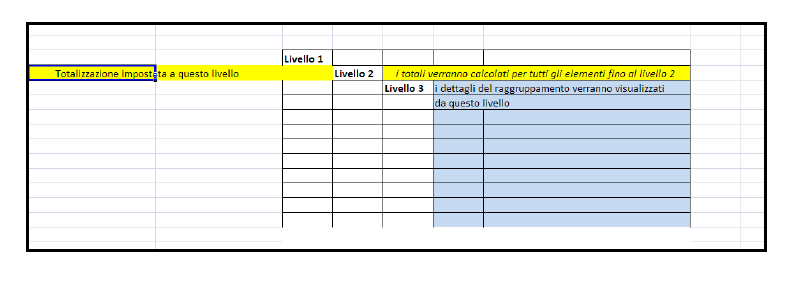 Livello 1
Totalizzazione impostata a questo livello Livello 2 I totali verranno calcolati per tutti gli elementi fino al livello 2
Livello 3 i dettagli del raggruppamento verranno visualizzati
da questo livello